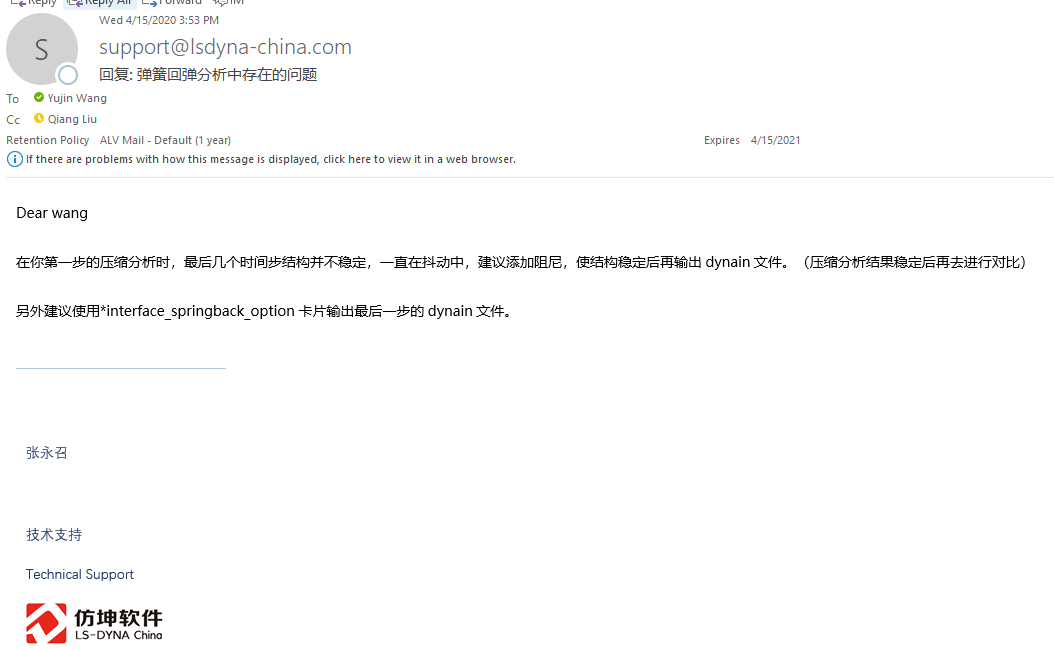 Reply Reply All Forward IM
Wed 4/15/2020 3:53 PM
S
support@lsdyna-china.com
回复: 弹簧回弹分析中存在的问题
To Yujin Wang
Cc Qiang Liu
Retention Policy ALV Mail - Default (1 year) Expires 4/15/2021
If there are problems with how this message is displayed, click here to view it in a web browser.
Dear wang
在你第一步的压缩分析时，最后几个时间步结构并不稳定，一直在抖动中，建议添加阻尼，使结构稳定后再输出 dynain 文件。（压缩分析结果稳定后再去进行对比）
另外建议使用*interface_springback_option 卡片输出最后一步的 dynain 文件。
张永召
技术支持
Technical Support
仿坤软件
LS-DYNA China